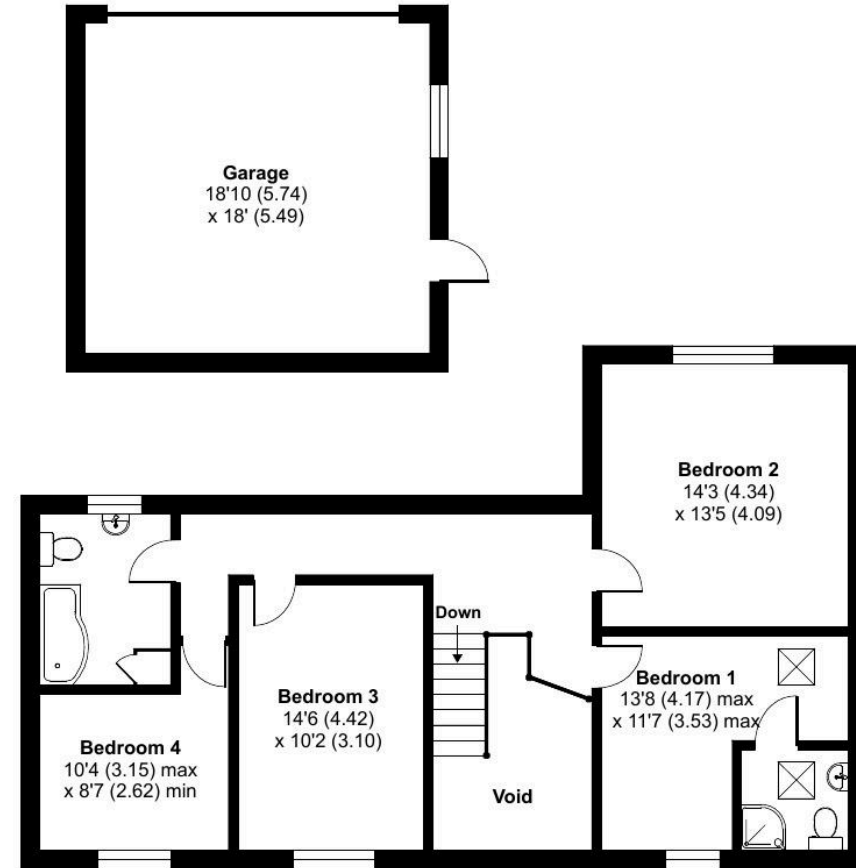 Garage
18'10 (5.74)
x 18' (5.49)
Bedroom 2
14'3 (4.34)
x 13'5 (4.09)
Down
Bedroom 1
13'8 (4.17) max
x 11'7 (3.53) max
Bedroom 3
14'6 (4.42)
x 10'2 (3.10)
Bedroom 4
10'4 (3.15) max
x 8'7 (2.62) min
Void